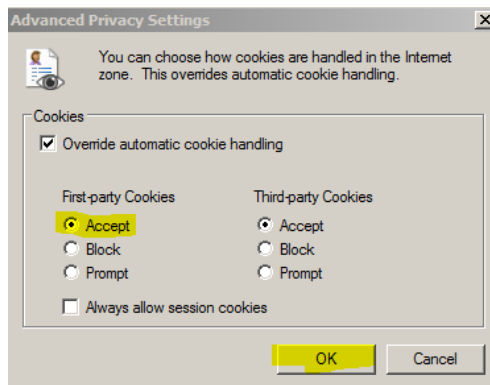 Advanced Privacy Settings
You can choose how cookies are handled in the Internet
zone. This overrides automatic cookie handling.
Cookies
Override automatic cookie handling
First-party Cookies Third-party Cookies
Accept Accept
Block Block
Prompt Prompt
Always allow session cookies
OK Cancel